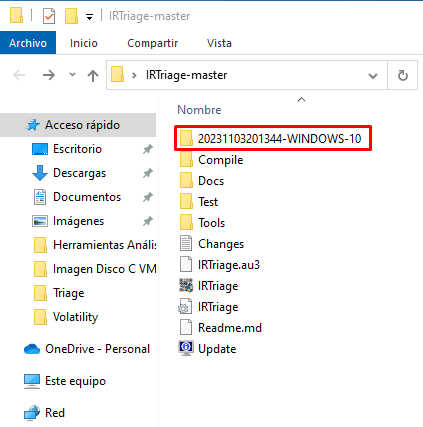 IRTriage-master
Archivo Inicio Compartir Vista
IRTriage-master
Nombre
Acceso rápido
Escritorio
Descargas
Documentos
Imágenes
Herramientas Anális
Imagen Disco C VM
Triage
Volatility
OneDrive - Personal
Este equipo
Red
20231103201344-WINDOWS-10
Compile
Docs
Test
Tools
Changes
IRTriage.au3
IRTriage
IRTriage
Readme.md
Update